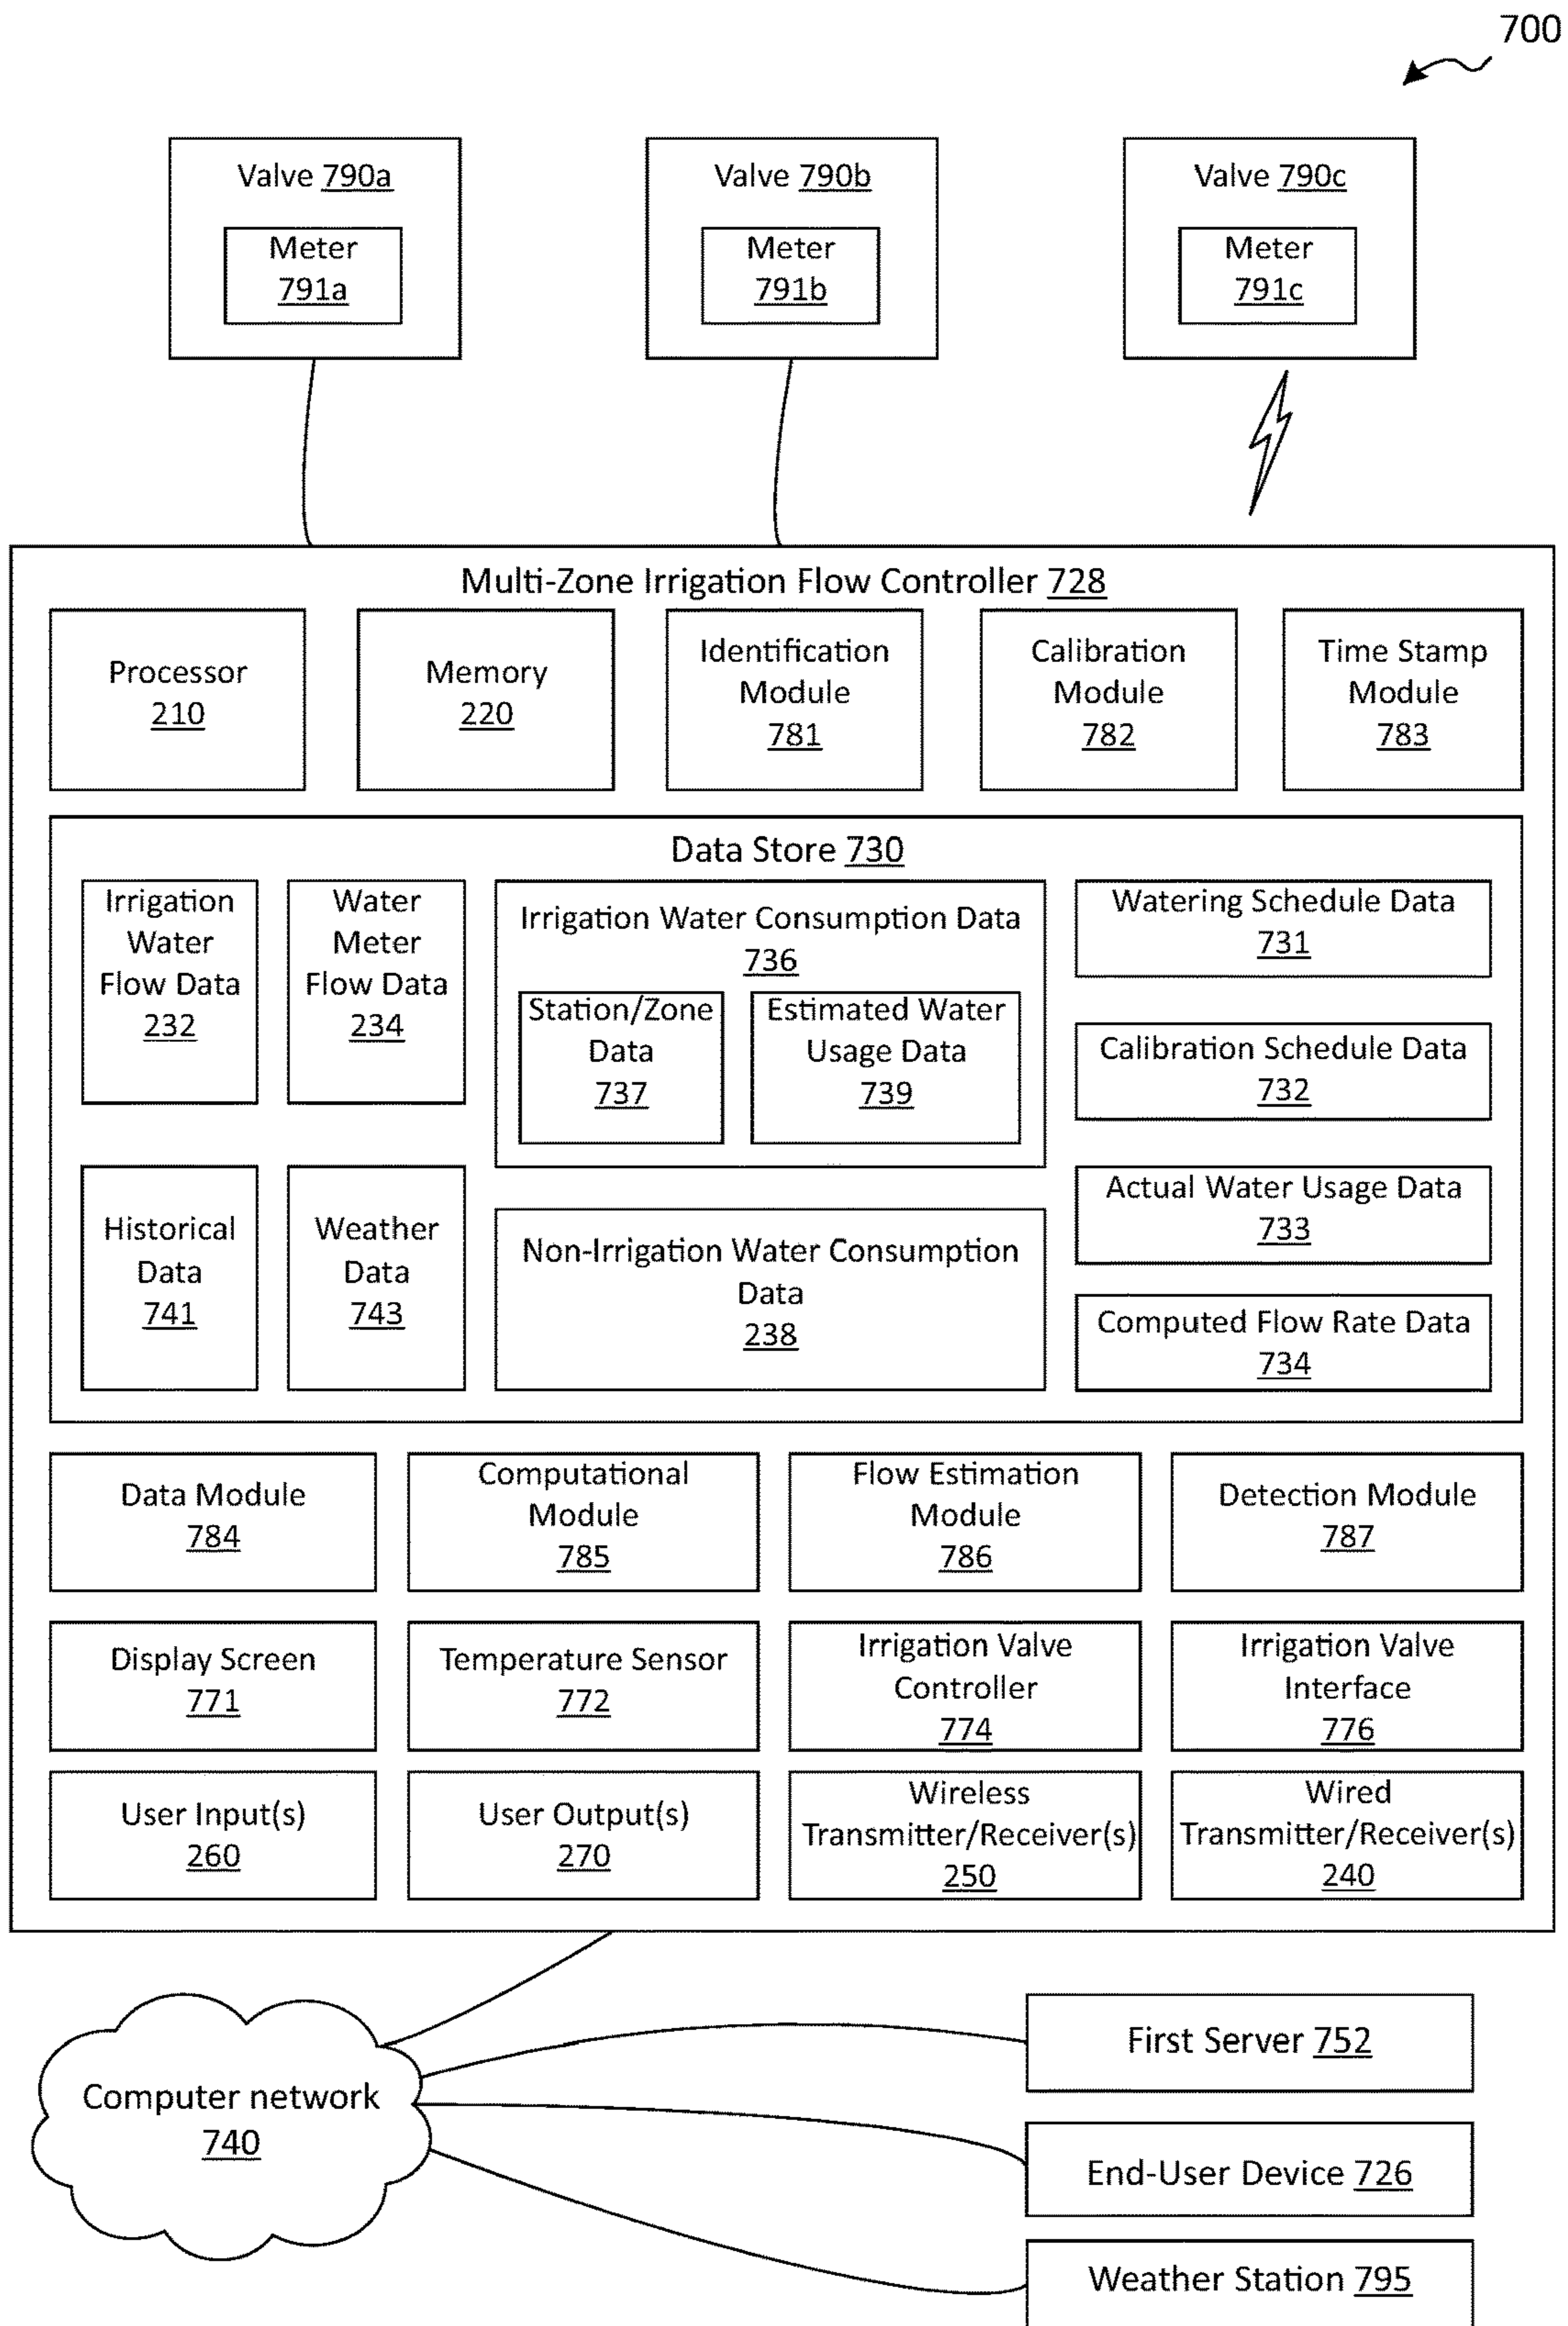 700
Valve 790a
Meter
791a
Valve 790b
Meter
791b
Valve 790c
Meter
791c
Multi-Zone Irrigation Flow Controller 728
Processor
210
Memory
220
Identification
Module
781
Calibration
Module
782
Time Stamp
Module
783
Data Store 730
Irrigation
Water
Flow Data
232
Water
Meter
Flow Data
234
Irrigation Water Consumption Data
736
Station/Zone
Data
737
Estimated Water
Usage Data
739
Watering Schedule Data
731
Calibration Schedule Data
732
Historical
Data
741
Weather
Data
743
Non-Irrigation Water Consumption
Data
238
Actual Water Usage Data
733
Computed Flow Rate Data
734
Data Module
784
Computational
Module
785
Flow Estimation
Module
786
Detection Module
787
Display Screen
771
Temperature Sensor
772
Irrigation Valve
Controller
774
Irrigation Valve
Interface
776
User Input(s)
260
User Output(s)
270
Wireless
Transmitter/Receiver(s)
250
Wired
Transmitter/Receiver(s)
240
Computer network
740
First Server 752
End-User Device 726
Weather Station 795